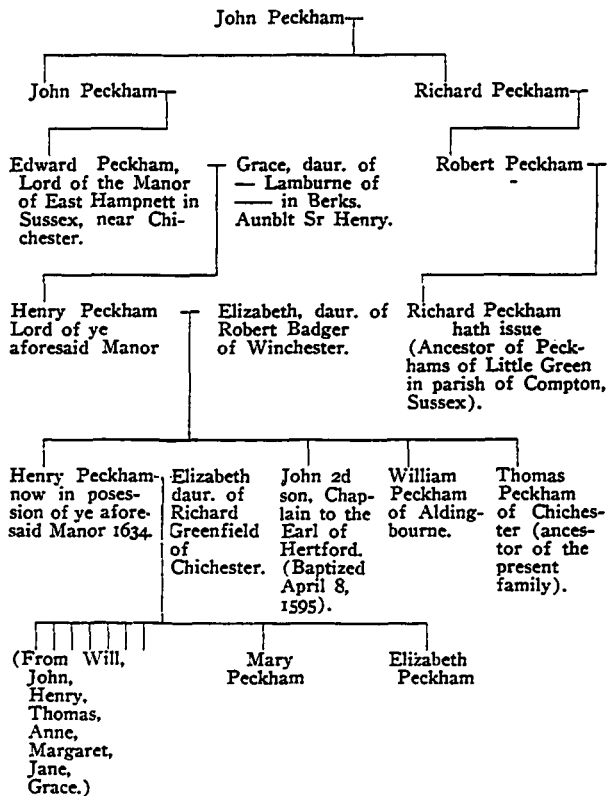 John Peckham
John Peckham
Richard Peckham
Edward Peckham,
Lord of the Manor
of East Hampnett in
Sussex, near Chi-
chester.
Grace, daur. of
— Lamburne of
—— in Berks.
Aunblt Sr Henry.
Robert Peckham
Henry Peckham
Lord of ye
aforesaid Manor
Elizabeth, daur. of
Robert Badger
of Winchester.
Richard Peckham
hath issue
(Ancestor of Peck-
hams of Little Green
in parish of Compton,
Sussex).
Henry Peckham
now in poses-
sion of ye afore-
said Manor 1634.
Elizabeth
daur. of
Richard
Greenfield
of
Chichester.
John 2d
son, Chap-
lain to the
Earl of
Hertford.
(Baptized
April 8,
1595).
William
Peckham
of Alding-
bourne.
Thomas
Peckham
of Chiches-
ter (ances-
tor of the
present
family).
(From Will,
John,
Henry,
Thomas,
Anne,
Margaret,
Jane,
Grace.)
Mary
Peckham
Elizabeth
Peckham